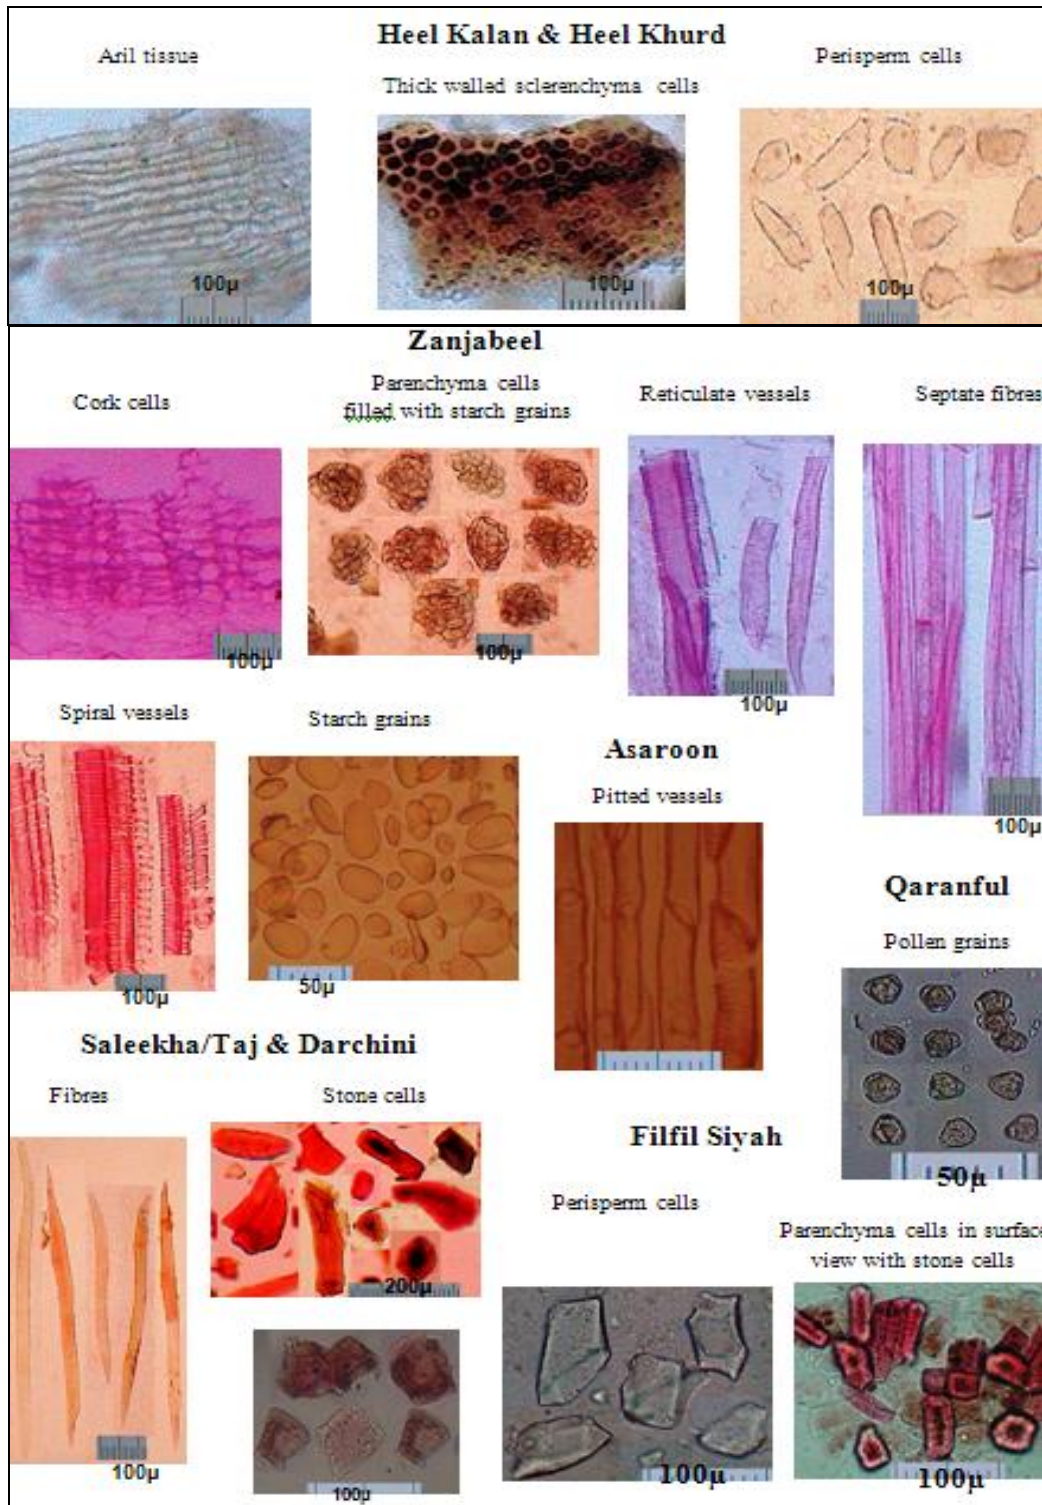 Heel Kalan & Heel Khurd
Aril tissue
Thick walled sclerenchyma cells
Perisperm cells
100µ
100µ
100µ
Zanjabeel
Cork cells
Parenchyma cells
filled with starch grains
Reticulate vessels
Septate fibres
100µ
100µ
100µ
100µ
Spiral vessels
Starch grains
100µ
50µ
Asaroon
Pitted vessels
Qaranful
Pollen grains
50µ
Saleekha/Taj & Darchini
Fibres
Stone cells
100µ
200µ
100µ
Filfil Siyah
Perisperm cells
Parenchyma cells in surface
view with stone cells
100µ
100µ